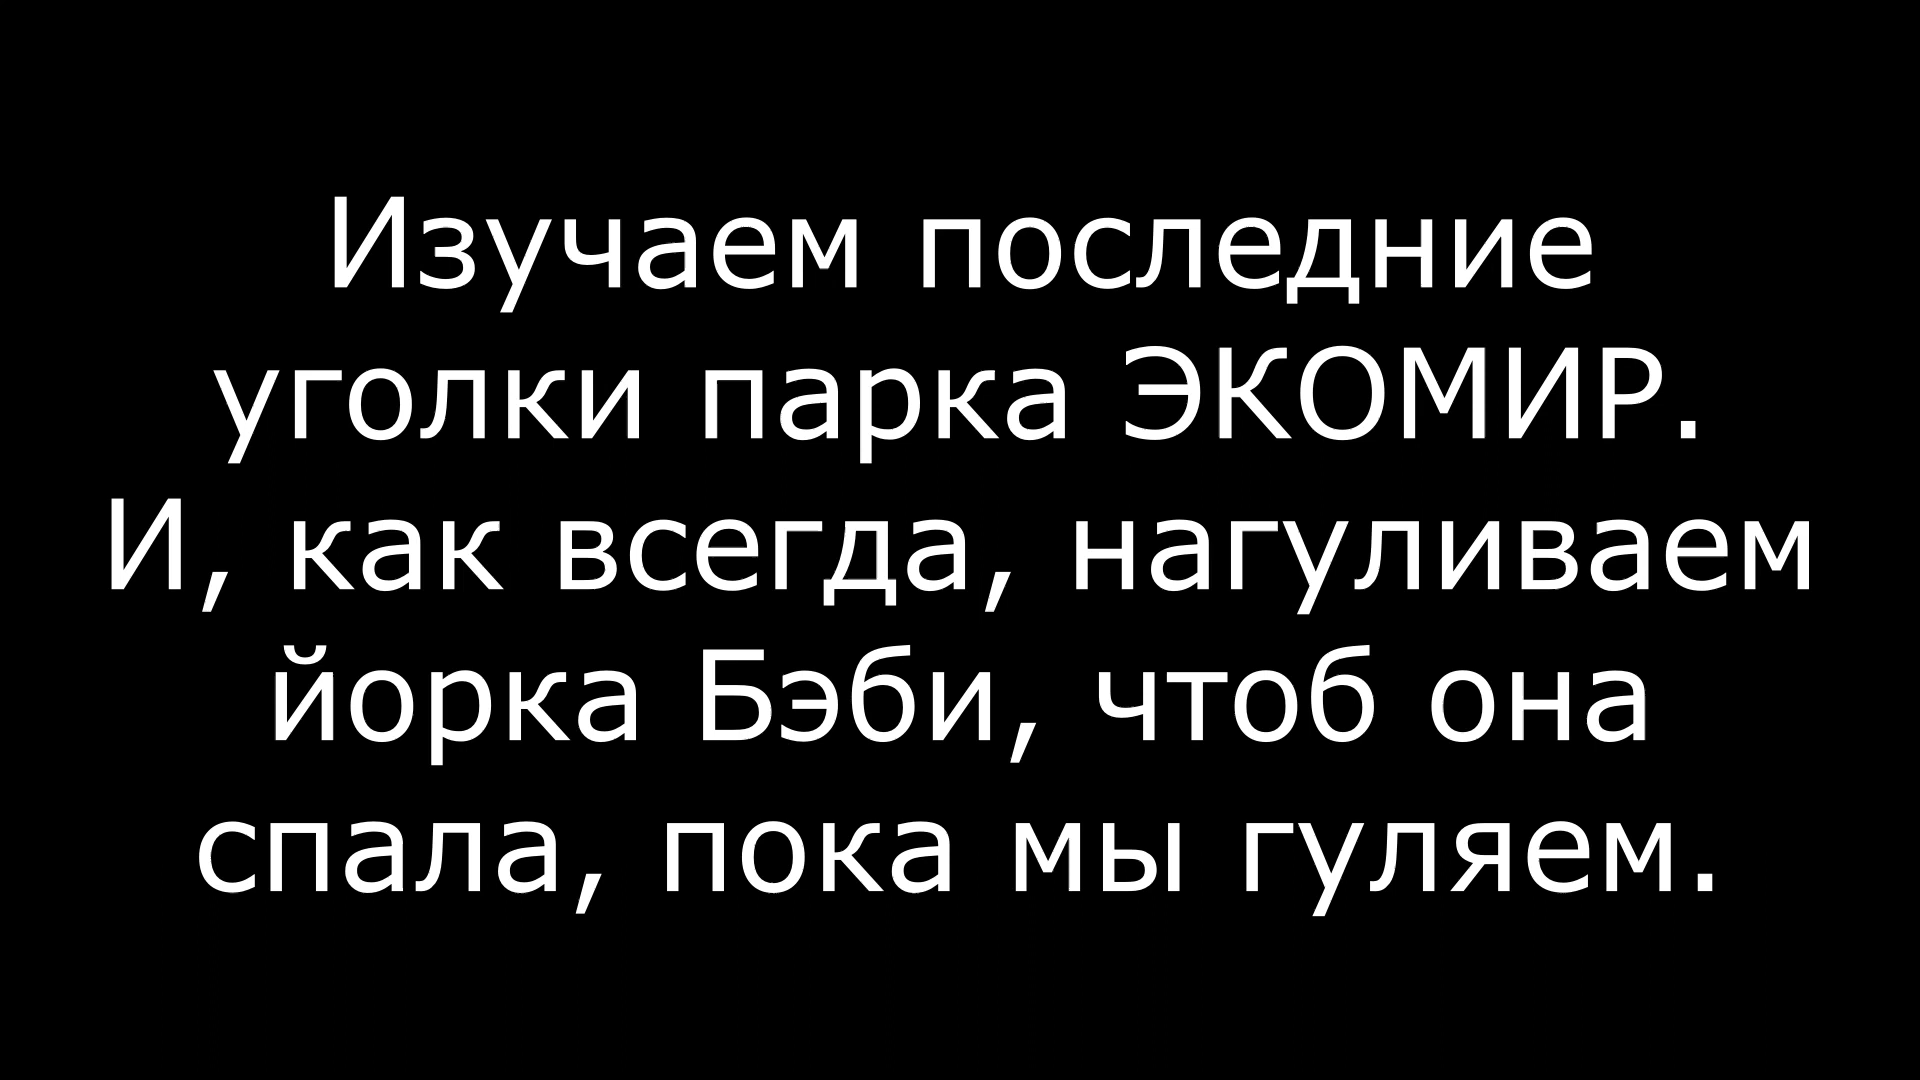 Изучаем последние
уголки парка ЭКОМИР.
И, как всегда, нагуливаем
йорка Бэби, чтоб она
спала, пока мы гуляем.